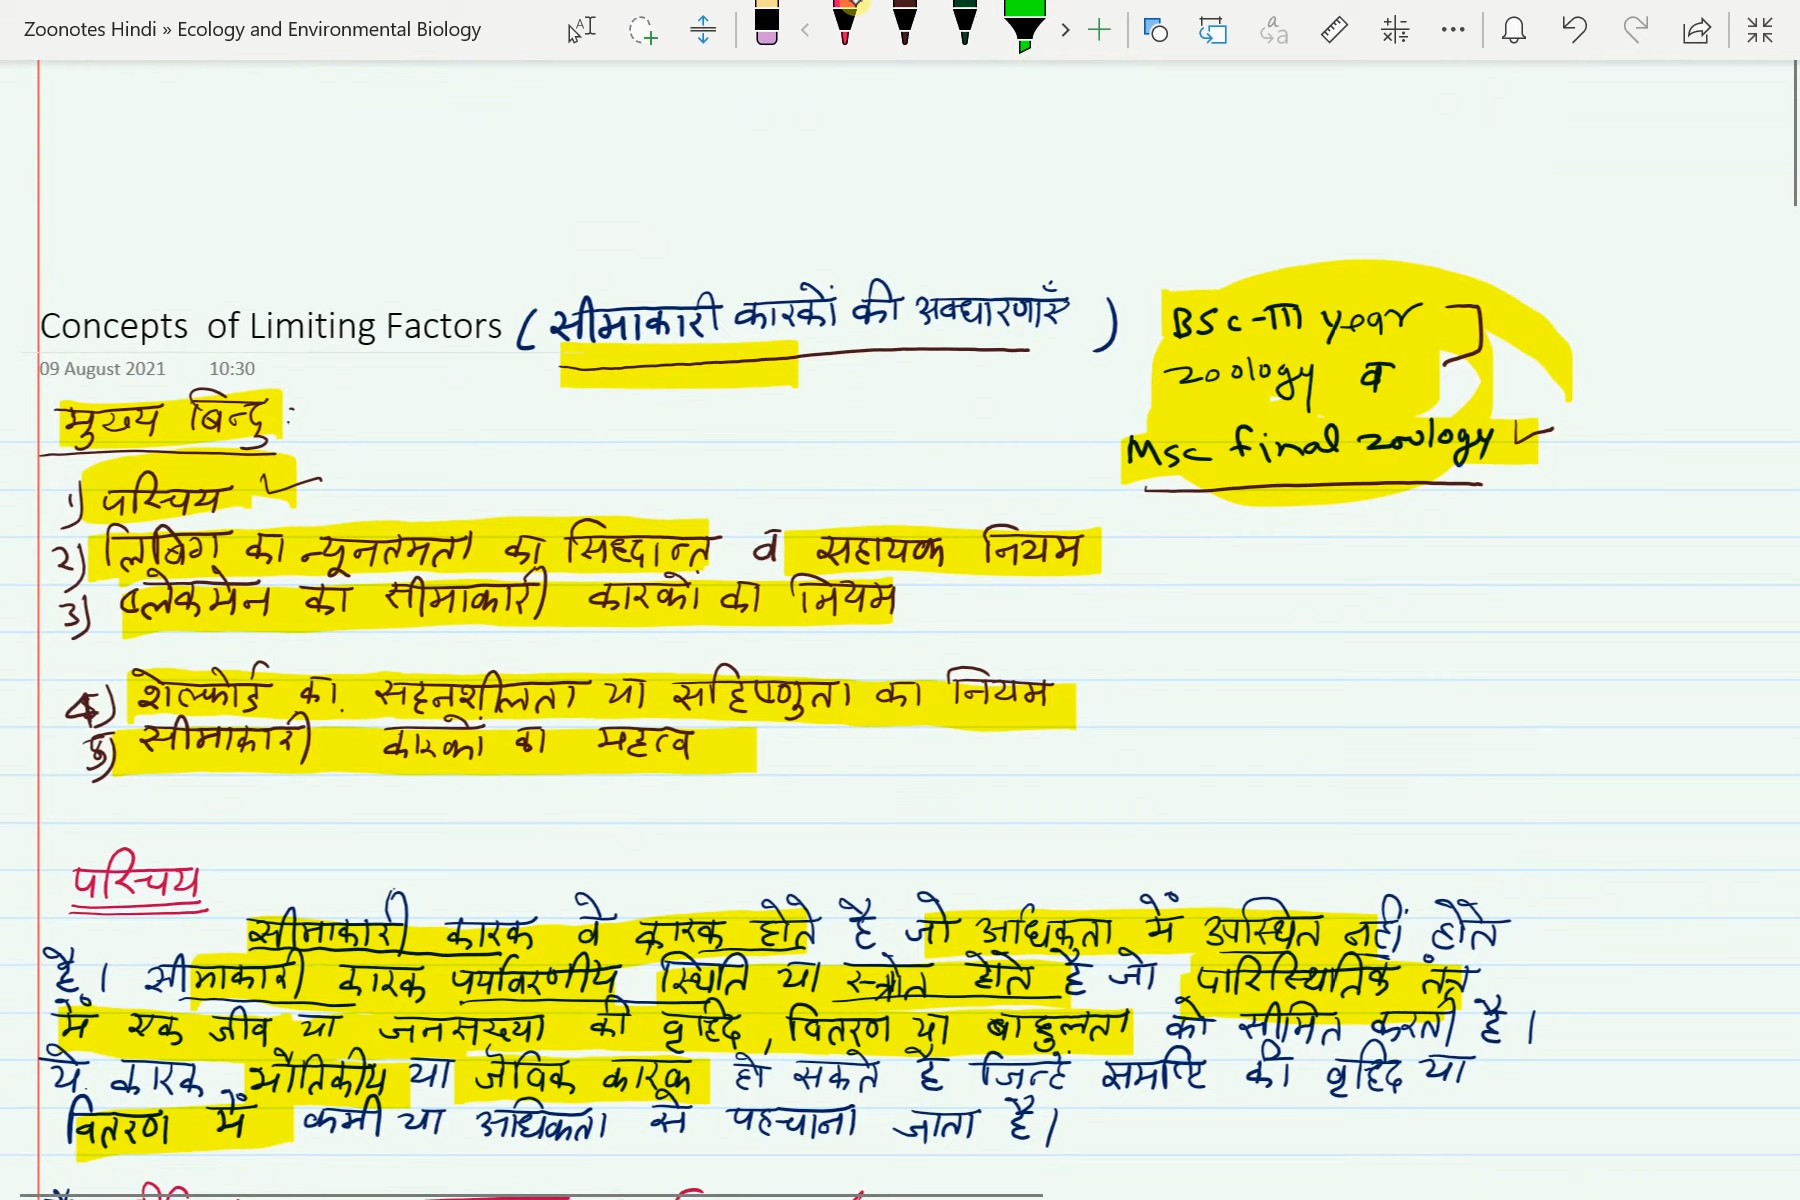 Zoonotes Hindi » Ecology and Environmental Biology
Concepts of Limiting Factors ( सीमाकारी कारकों की अवधारणाएँ )
09 August 2021 10:30
BSc-III year
zoology व
Msc final zoology
मुख्य बिन्दु :
1) परिचय
2) लिबिग का न्यूनतमता का सिद्धान्त व सहायक नियम
3) ब्लेकमेन का सीमाकारी कारकों का नियम
4) शेल्फोर्ड का सहनशीलता या सहिष्णुता का नियम
5) सीमाकारी कारकों का महत्व
परिचय
सीमाकारी कारक वे कारक होते है जो अधिकता में उपस्थित नहीं होते
है। सीमाकारी कारक पर्यावरणीय स्थिति या स्त्रोत होते है जो पारिस्थितिक तंत्र
में एक जीव या जनसंख्या की वृद्दि, वितरण या बाहुलता को सीमित करती है।
ये कारक भौतिकीय या जैविक कारक हो सकते है जिन्हें समष्टि की वृद्दि या
वितरण में कमी या अधिकता से पहचाना जाता है।